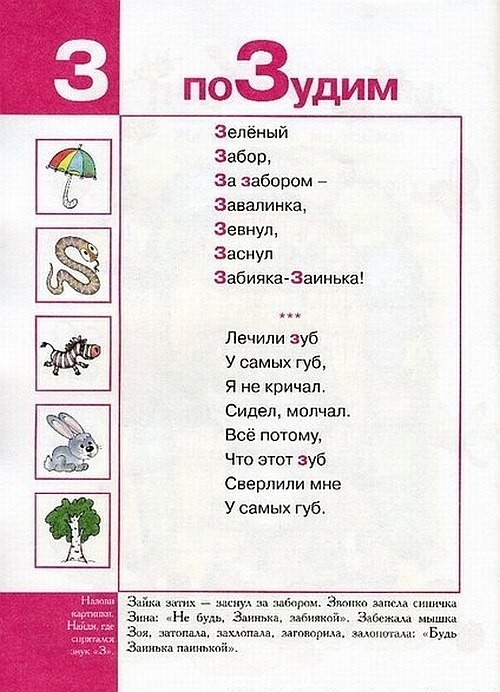 З
поЗудим
Зелёный
Забор,
За забором –
Завалинка,
Зевнул,
Заснул
Забияка-Заинька!
***
Лечили зуб
У самых губ,
Я не кричал.
Сидел, молчал.
Всё потому,
Что этот зуб
Сверлили мне
У самых губ.
Назови
картинки.
Найди, где
спрятался
звук «З».
Зайка затих — заснул за забором. Звонко запела синичка
Зина: «Не будь, Заинька, забиякой». Забежала мышка
Зоя, затопала, захлопала, заговорила, залопотала: «Будь
Заинька паинькой».